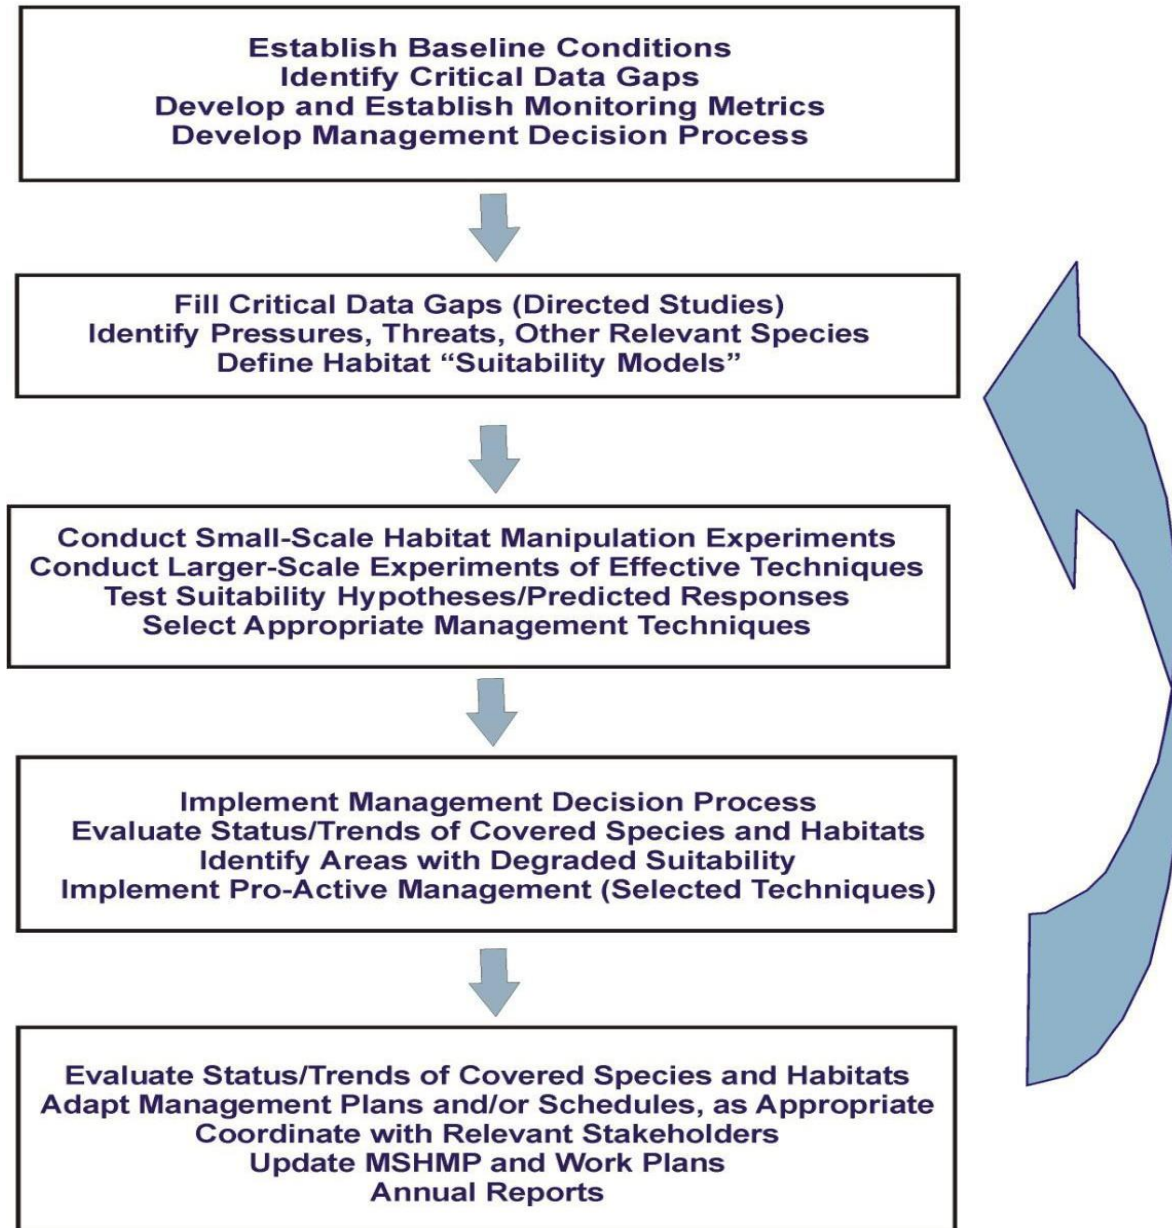 Establish Baseline Conditions
Identify Critical Data Gaps
Develop and Establish Monitoring Metrics
Develop Management Decision Process
Fill Critical Data Gaps (Directed Studies)
Identify Pressures, Threats, Other Relevant Species
Define Habitat “Suitability Models”
Conduct Small-Scale Habitat Manipulation Experiments
Conduct Larger-Scale Experiments of Effective Techniques
Test Suitability Hypotheses/Predicted Responses
Select Appropriate Management Techniques
Implement Management Decision Process
Evaluate Status/Trends of Covered Species and Habitats
Identify Areas with Degraded Suitability
Implement Pro-Active Management (Selected Techniques)
Evaluate Status/Trends of Covered Species and Habitats
Adapt Management Plans and/or Schedules, as Appropriate
Coordinate with Relevant Stakeholders
Update MSHMP and Work Plans
Annual Reports